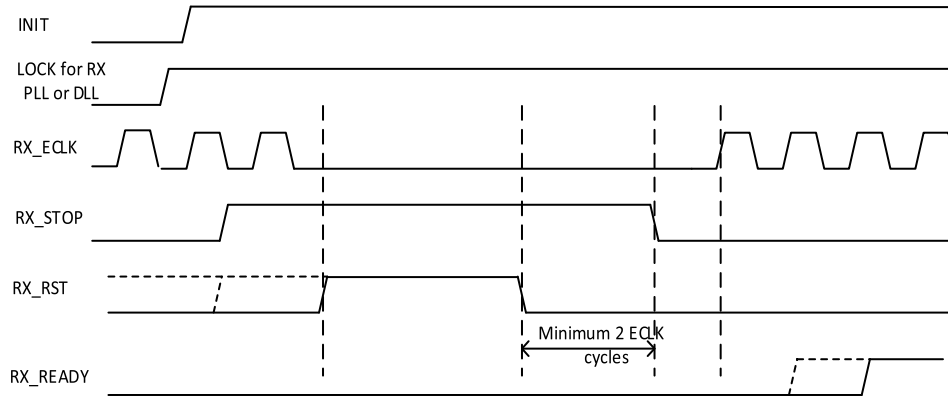 INIT
LOCK for RX
PLL or DLL
RX_ECLK
RX_STOP
RX_RST
Minimum 2 ECLK
cycles
RX_READY